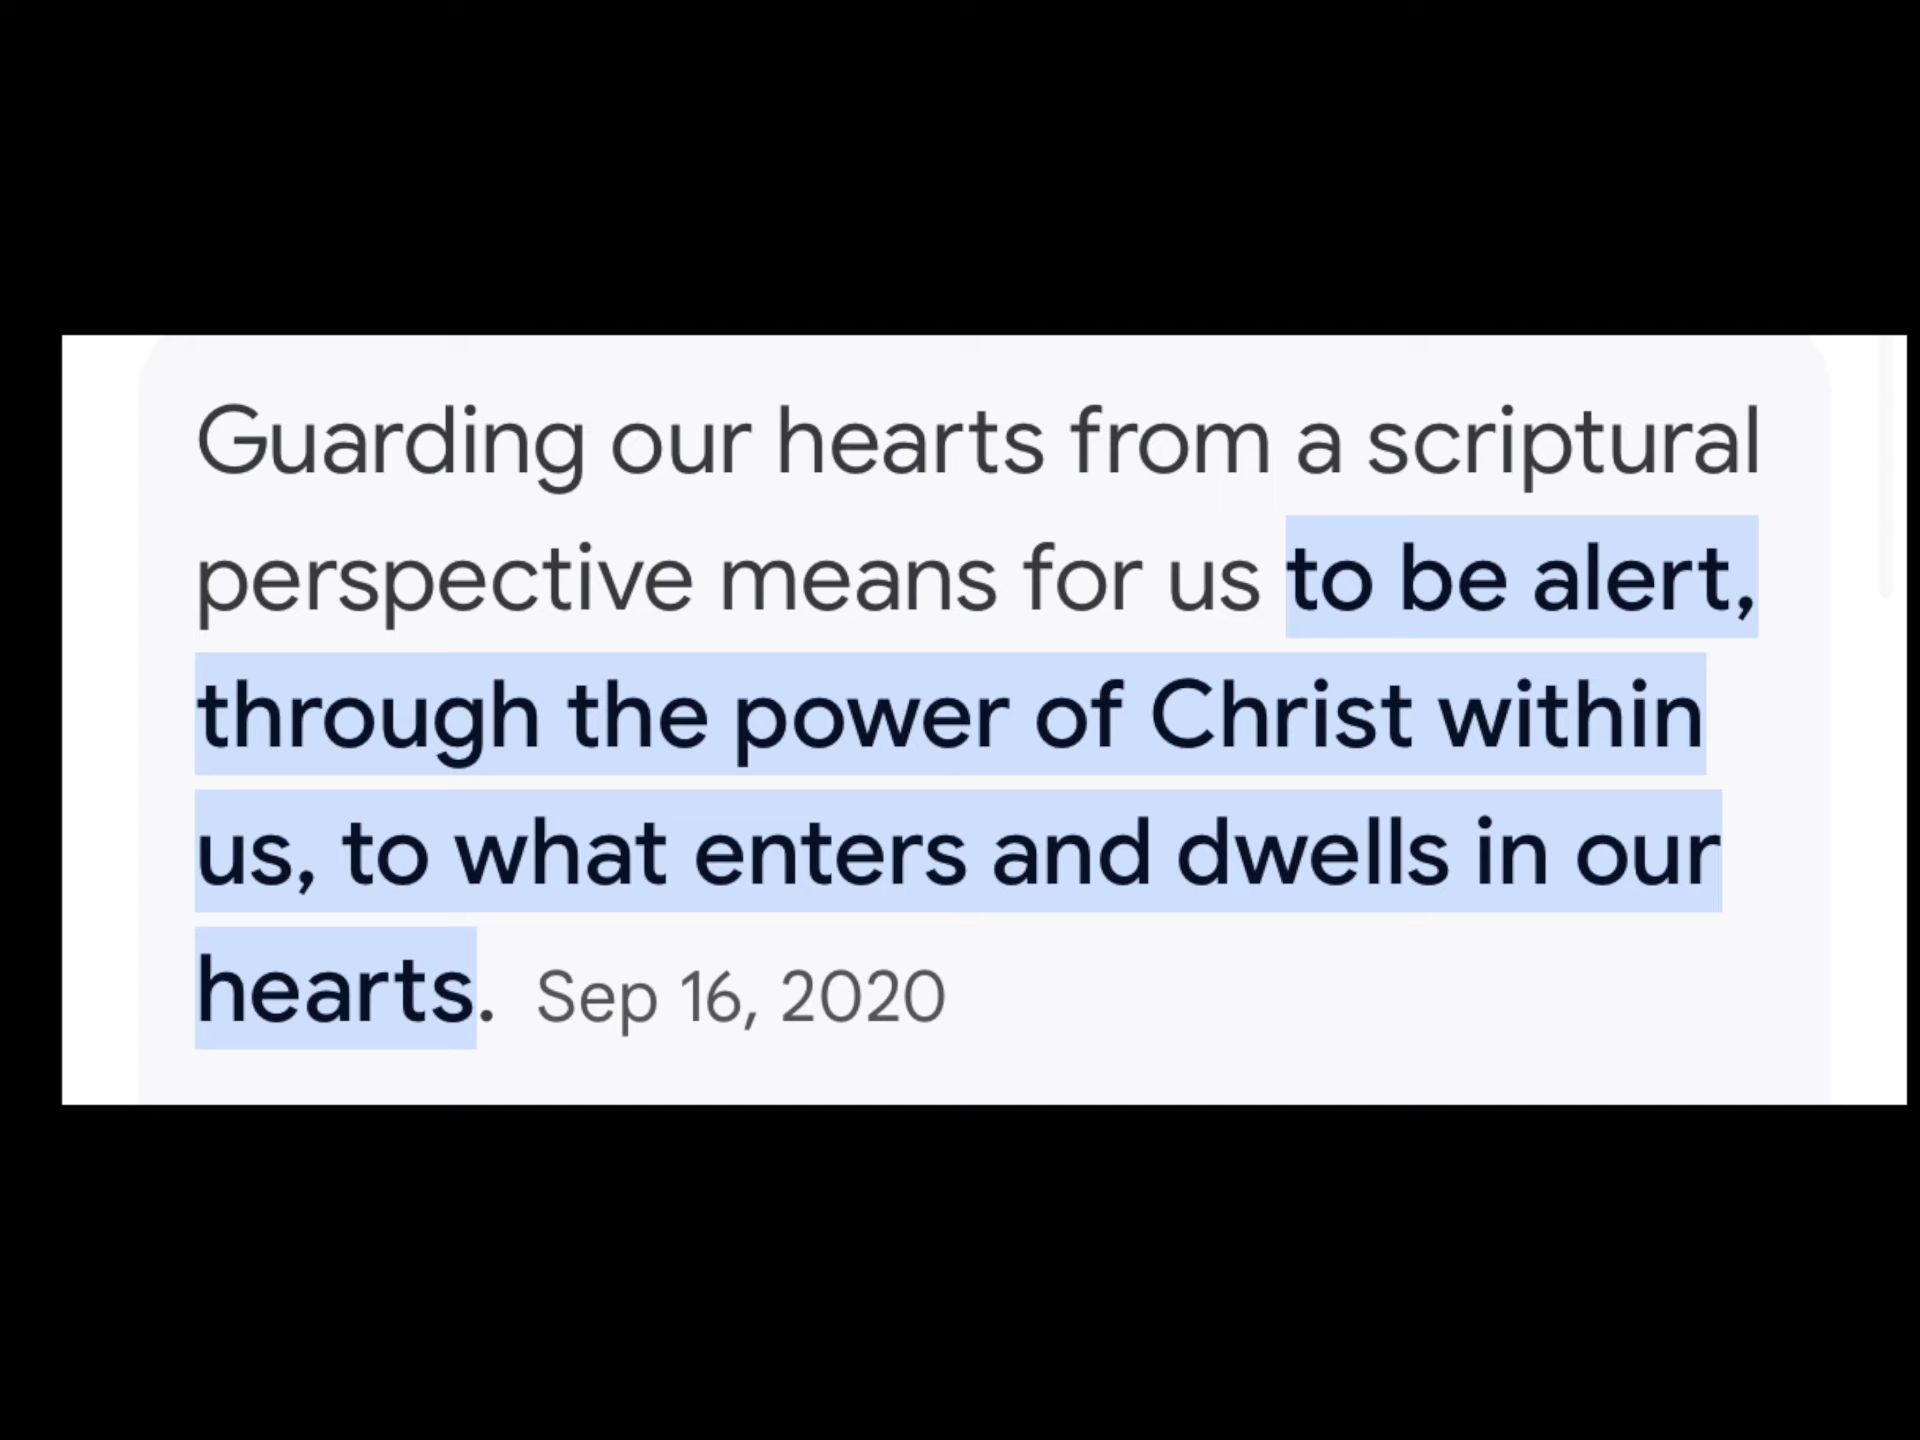 Guarding our hearts from a scriptural
perspective means for us to be alert,
through the power of Christ within
us, to what enters and dwells in our
hearts. Sep 16, 2020